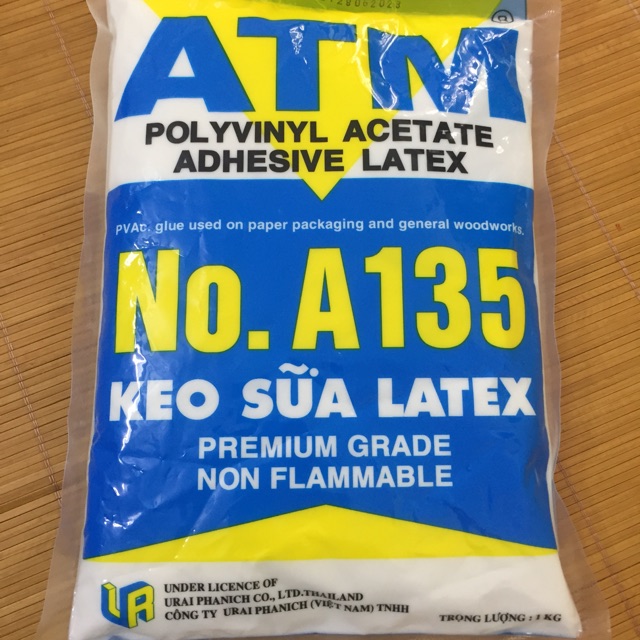 ATM
POLYVINYL ACETATE
ADHESIVE LATEX
PVAc. glue used on paper packaging and general woodworks.
No. A135
KEO SỮA LATEX
PREMIUM GRADE
NON FLAMMABLE
UNDER LICENCE OF
URAI PHANICH CO., LTD.THAILAND
CÔNG TY URAI PHANICH (VIỆT NAM) TNHH
TRỌNG LƯỢNG : 1 KG